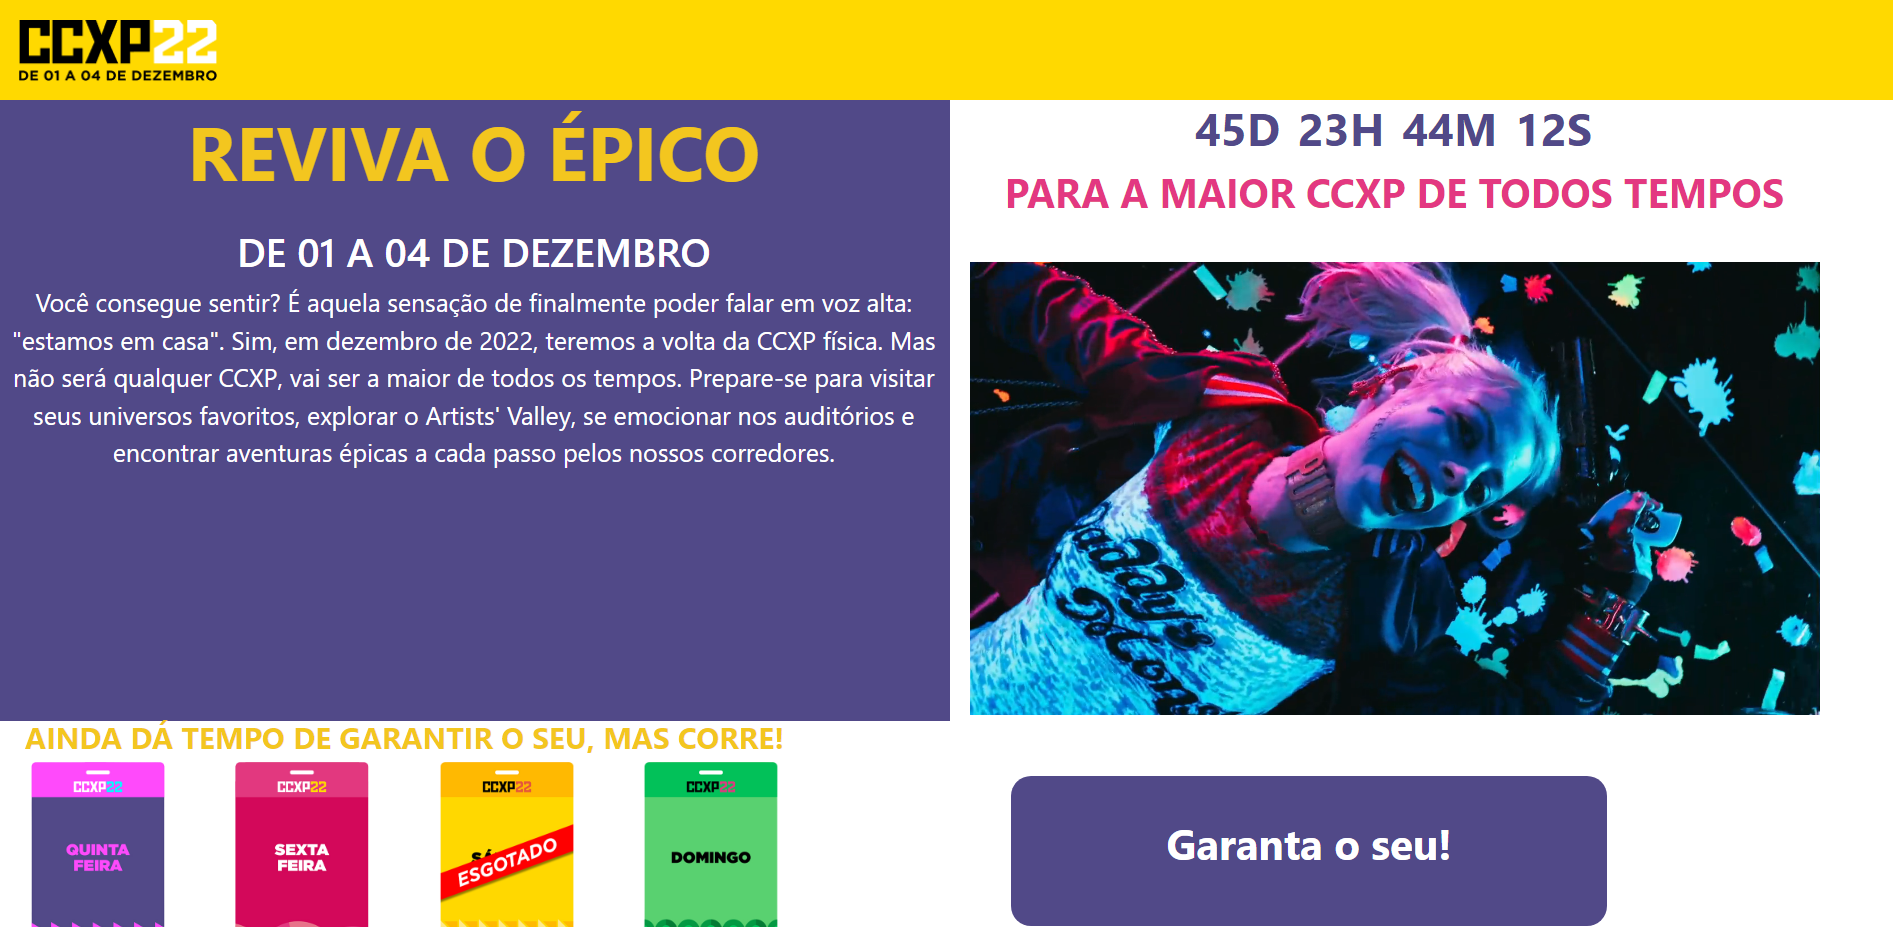 CCXP22
DE 01 A 04 DE DEZEMBRO
REVIVA O ÉPICO
DE 01 A 04 DE DEZEMBRO
Você consegue sentir? É aquela sensação de finalmente poder falar em voz alta:
"estamos em casa". Sim, em dezembro de 2022, teremos a volta da CCXP física. Mas
não será qualquer CCXP, vai ser a maior de todos os tempos. Prepare-se para visitar
seus universos favoritos, explorar o Artists' Valley, se emocionar nos auditórios e
encontrar aventuras épicas a cada passo pelos nossos corredores.
45D 23H 44M 12S
PARA A MAIOR CCXP DE TODOS TEMPOS
Daddy's
AINDA DÁ TEMPO DE GARANTIR O SEU, MAS CORRE!
CCXP22
QUINTA
FEIRA
CCXP22
SEXTA
FEIRA
CCXP22
ESGOTADO
CCXP22
DOMINGO
Garanta o seu!